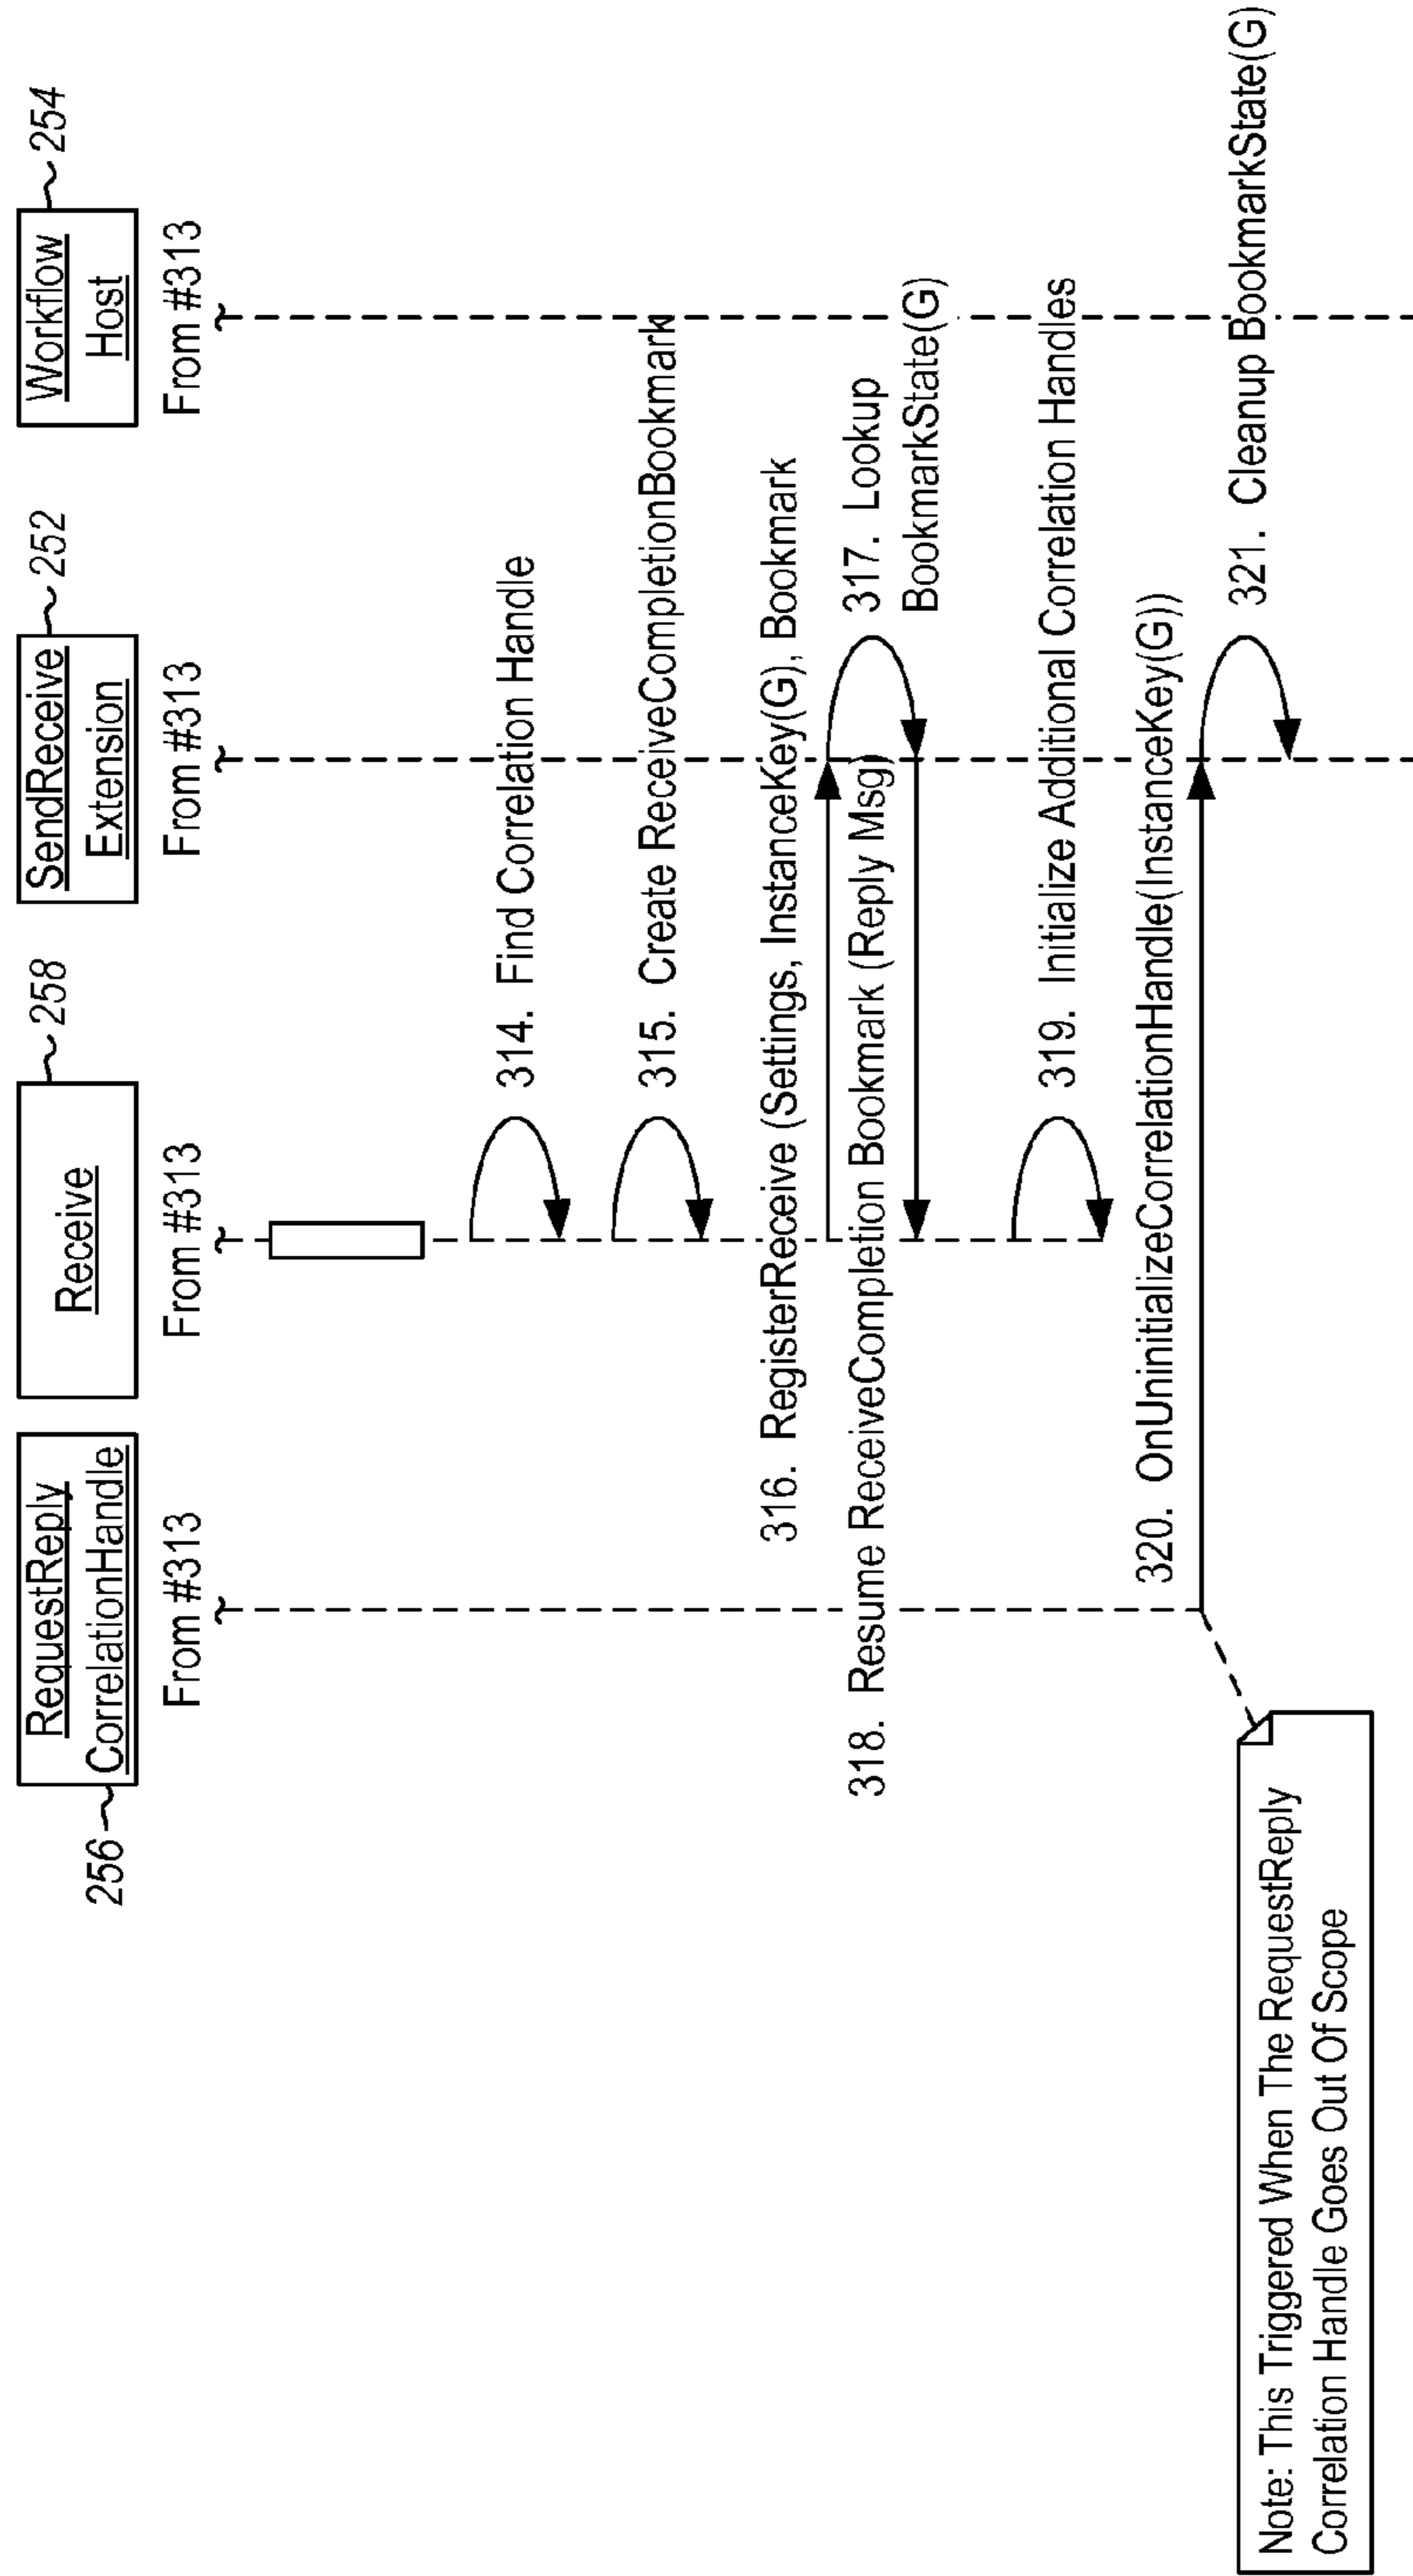 RequestReply
CorrelationHandle
256
Receive
258
SendReceive
Extension
252
Workflow
Host
254
From #313
From #313
From #313
From #313
314. Find Correlation Handle
315. Create ReceiveCompletionBookmark
316. RegisterReceive (Settings, InstanceKey(G), Bookmark
317. Lookup
BookmarkState(G)
318. Resume ReceiveCompletion Bookmark (Reply Msg)
319. Initialize Additional Correlation Handles
320. OnUninitializeCorrelationHandle(InstanceKey(G))
321. Cleanup BookmarkState(G)
Note: This Triggered When The RequestReply
Correlation Handle Goes Out Of Scope